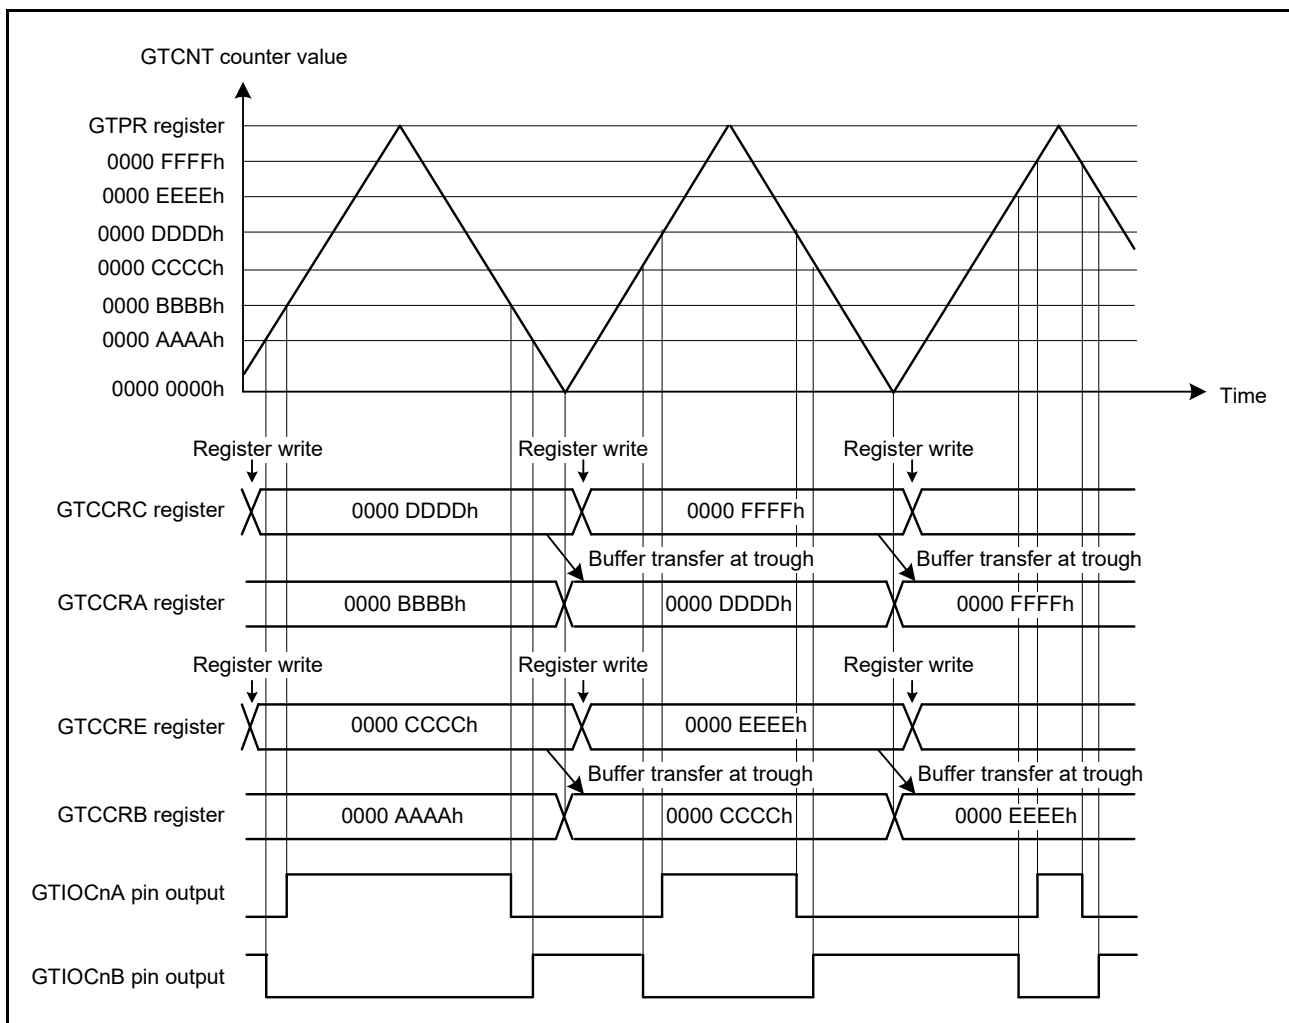 GTCNT counter value
GTPR register
0000 FFFFh
0000 EEEEh
0000 DDDDh
0000 CCCCh
0000 BBBBh
0000 AAAAh
0000 0000h
Time
Register write Register write Register write
GTCCRC register 0000 DDDDh 0000 FFFFh
Buffer transfer at trough Buffer transfer at trough
GTCCRA register 0000 BBBBh 0000 DDDDh 0000 FFFFh
Register write Register write Register write
GTCCRE register 0000 CCCCh 0000 EEEEh
Buffer transfer at trough Buffer transfer at trough
GTCCRB register 0000 AAAAh 0000 CCCCh 0000 EEEEh
GTIOCnA pin output
GTIOCnB pin output